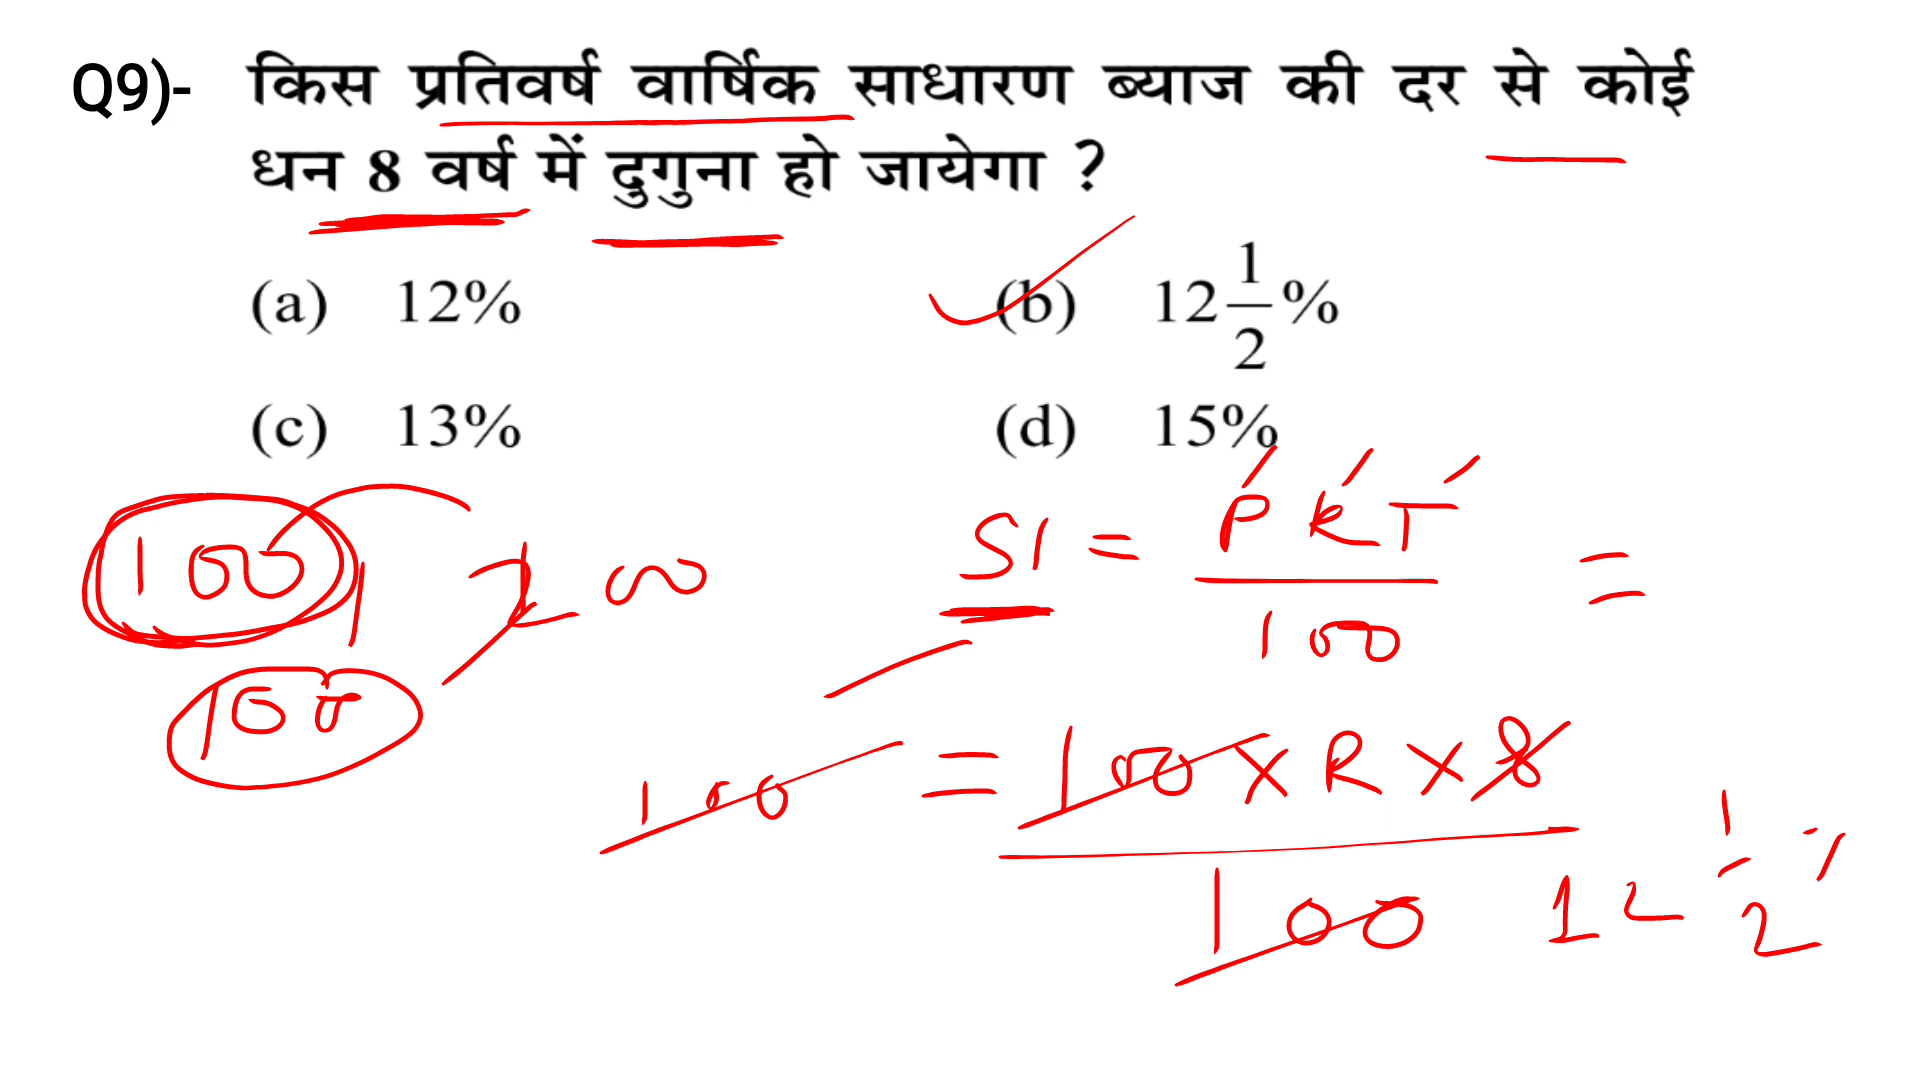 Q9)- किस प्रतिवर्ष वार्षिक साधारण ब्याज की दर से कोई
धन 8 वर्ष में दुगुना हो जायेगा ?
(a) 12% (b) 12 1/2 %
(c) 13% (d) 15%
100 200
100
SI = PRT/100 =
100 = 100 × R × 8/100
12 1/2 %